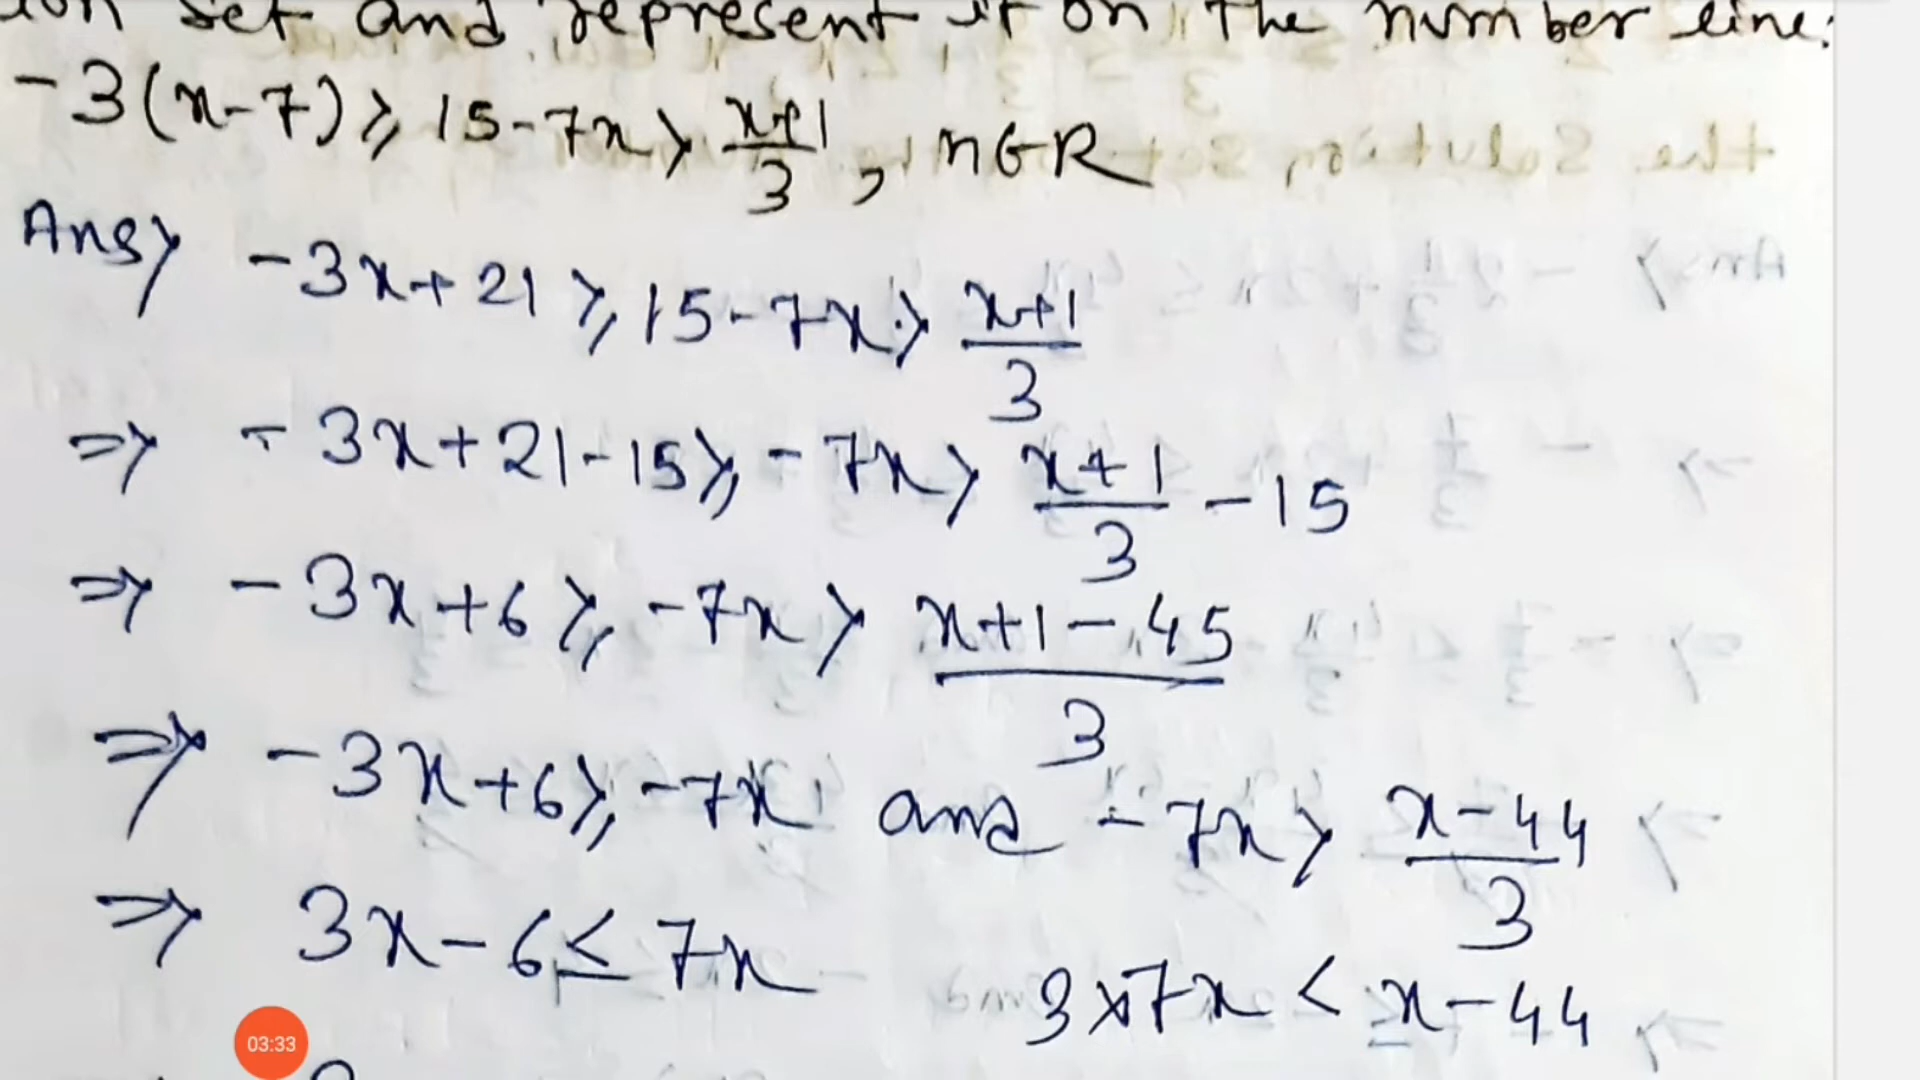 ion set and represent it on the number line:
-3(x-7) ≥ 15-7x > x+1/3, x∈R
Ans> -3x+21 ≥ 15-7x > x+1/3
=> -3x+21-15 ≥ -7x > x+1/3 -15
=> -3x+6 ≥ -7x > x+1-45/3
=> -3x+6 ≥ -7x and -7x > x-44/3
=> 3x-6 ≤ 7x 3×7x < x-44
03:33